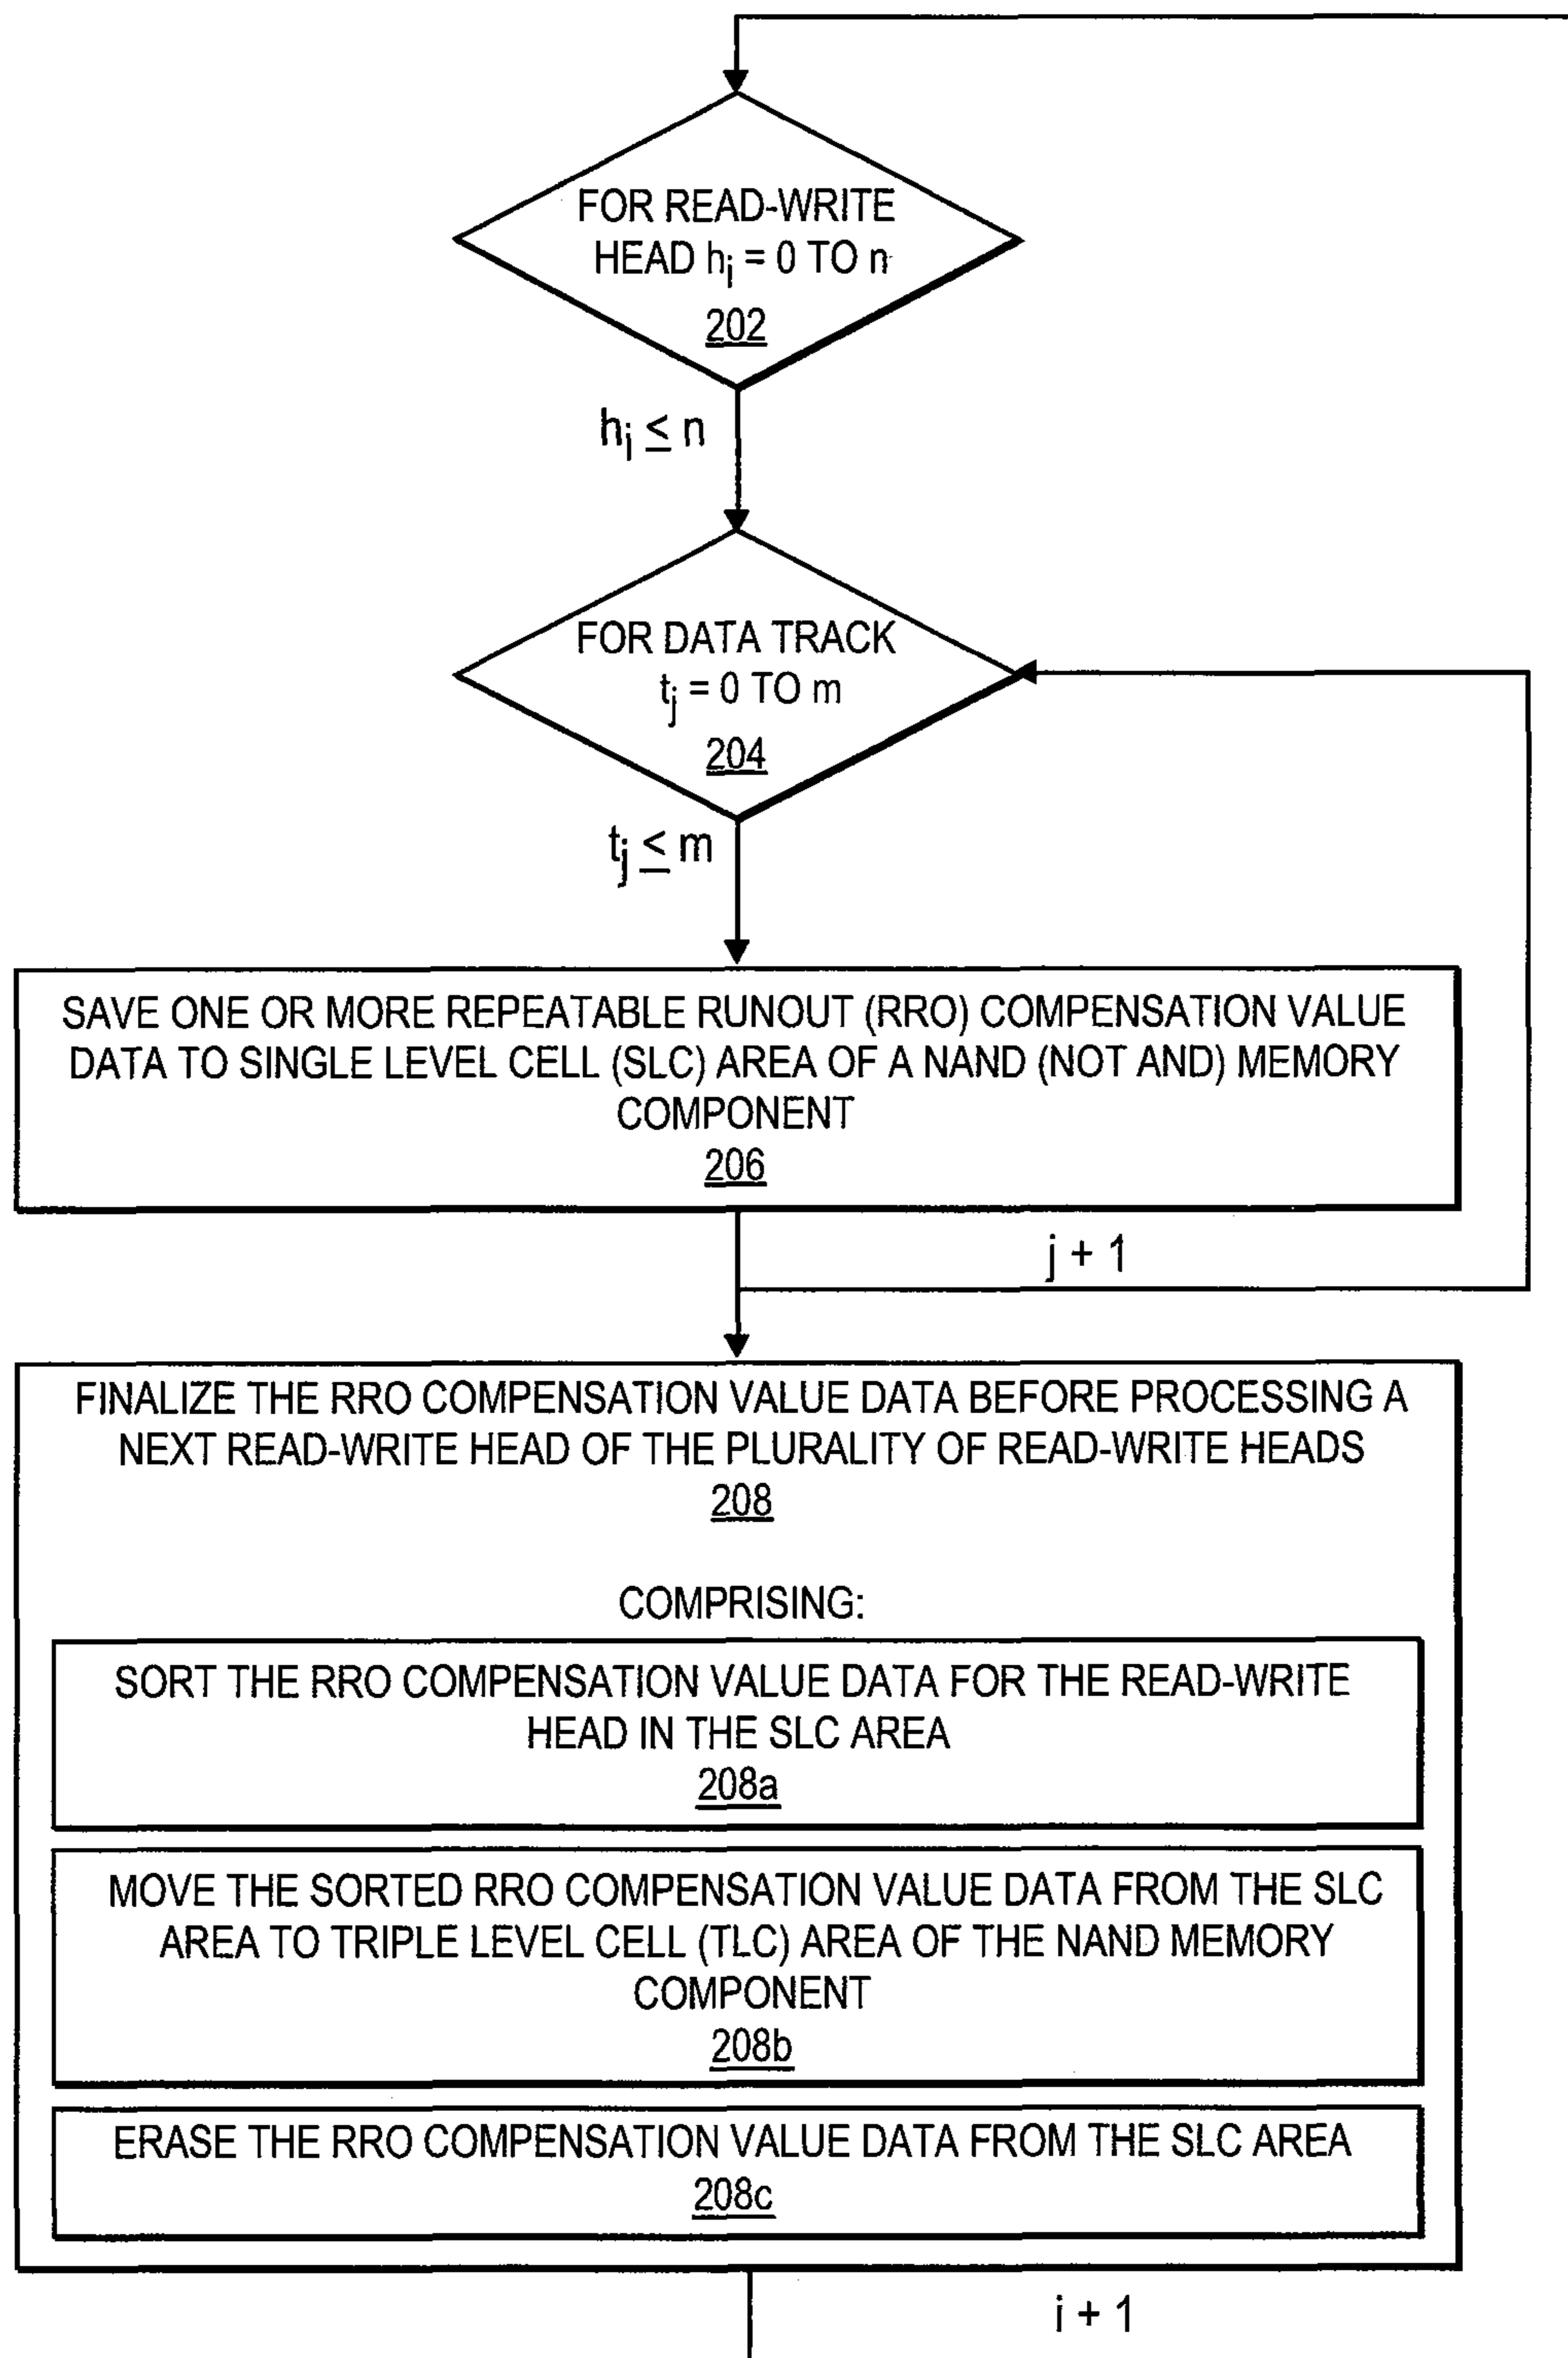 FOR READ-WRITE
HEAD hᵢ = 0 TO n
202
hᵢ ≤ n
FOR DATA TRACK
tⱼ = 0 TO m
204
tⱼ ≤ m
SAVE ONE OR MORE REPEATABLE RUNOUT (RRO) COMPENSATION VALUE
DATA TO SINGLE LEVEL CELL (SLC) AREA OF A NAND (NOT AND) MEMORY
COMPONENT
206
j + 1
FINALIZE THE RRO COMPENSATION VALUE DATA BEFORE PROCESSING A
NEXT READ-WRITE HEAD OF THE PLURALITY OF READ-WRITE HEADS
208
COMPRISING:
SORT THE RRO COMPENSATION VALUE DATA FOR THE READ-WRITE
HEAD IN THE SLC AREA
208a
MOVE THE SORTED RRO COMPENSATION VALUE DATA FROM THE SLC
AREA TO TRIPLE LEVEL CELL (TLC) AREA OF THE NAND MEMORY
COMPONENT
208b
ERASE THE RRO COMPENSATION VALUE DATA FROM THE SLC AREA
208c
i + 1